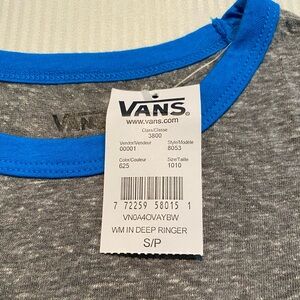 VANS®
www.vans.com
Class/Classe
3800
Vendor/Vendeur Style/Modèle
00001 8053
Color/Couleur Size/Taille
625 1010
7 72259 58015 1
VN0A4OVAYBW
WM IN DEEP RINGER
S/P
VAN